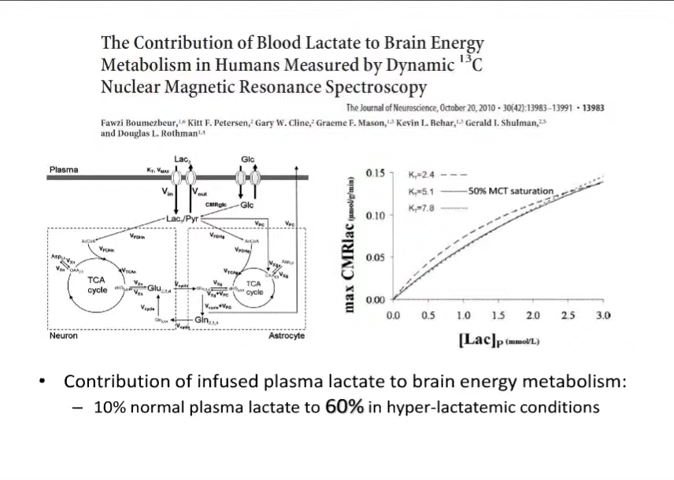 The Contribution of Blood Lactate to Brain Energy
Metabolism in Humans Measured by Dynamic ¹³C
Nuclear Magnetic Resonance Spectroscopy
The Journal of Neuroscience, October 20, 2010 • 30(42):13983–13991 • 13983
Fawzi Boumezbeur, Kitt F. Petersen, Gary W. Cline, Graeme F. Mason, Kevin L. Behar, Gerald I. Shulman,
and Douglas L. Rothman
Plasma
Lac
Glc
Vin
Vout
CMRglc
Glc
Lac/Pyr
TCA
cycle
Glu
TCA
cycle
Gln
Neuron
Astrocyte
max CMRlac (µmol/g/min)
0.15
0.10
0.05
0.00
K=2.4
K=5.1
50% MCT saturation
K=7.8
0.0 0.5 1.0 1.5 2.0 2.5 3.0
[Lac]p (mmol/L)
• Contribution of infused plasma lactate to brain energy metabolism:
– 10% normal plasma lactate to 60% in hyper-lactatemic conditions